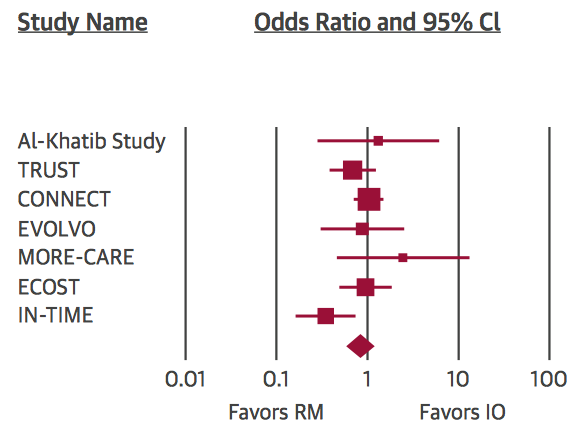 Study Name Odds Ratio and 95% CI
Al-Khatib Study
TRUST
CONNECT
EVOLVO
MORE-CARE
ECOST
IN-TIME
0.01 0.1 1 10 100
Favors RM Favors IO